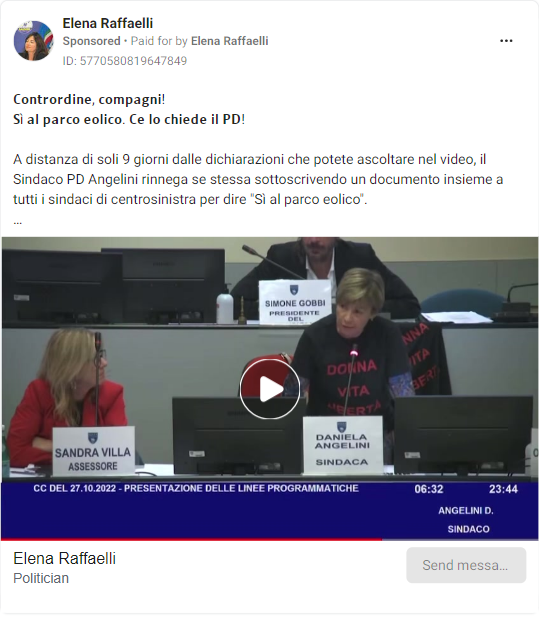 Elena Raffaelli
Sponsored • Paid for by Elena Raffaelli
ID: 5770580819647849
Contrordine, compagni!
Sì al parco eolico. Ce lo chiede il PD!
A distanza di soli 9 giorni dalle dichiarazioni che potete ascoltare nel video, il
Sindaco PD Angelini rinnega se stessa sottoscrivendo un documento insieme a
tutti i sindaci di centrosinistra per dire "Sì al parco eolico".
...
SIMONE GOBBI
PRESIDENTE
DEL
DONNA
VITA
LIBERTÀ
VITA
SANDRA VILLA
ASSESSORE
DANIELA
ANGELINI
SINDACA
CC DEL 27.10.2022 - PRESENTAZIONE DELLE LINEE PROGRAMMATICHE
06:32
23:44
ANGELINI D.
SINDACO
Elena Raffaelli
Politician
Send messa...